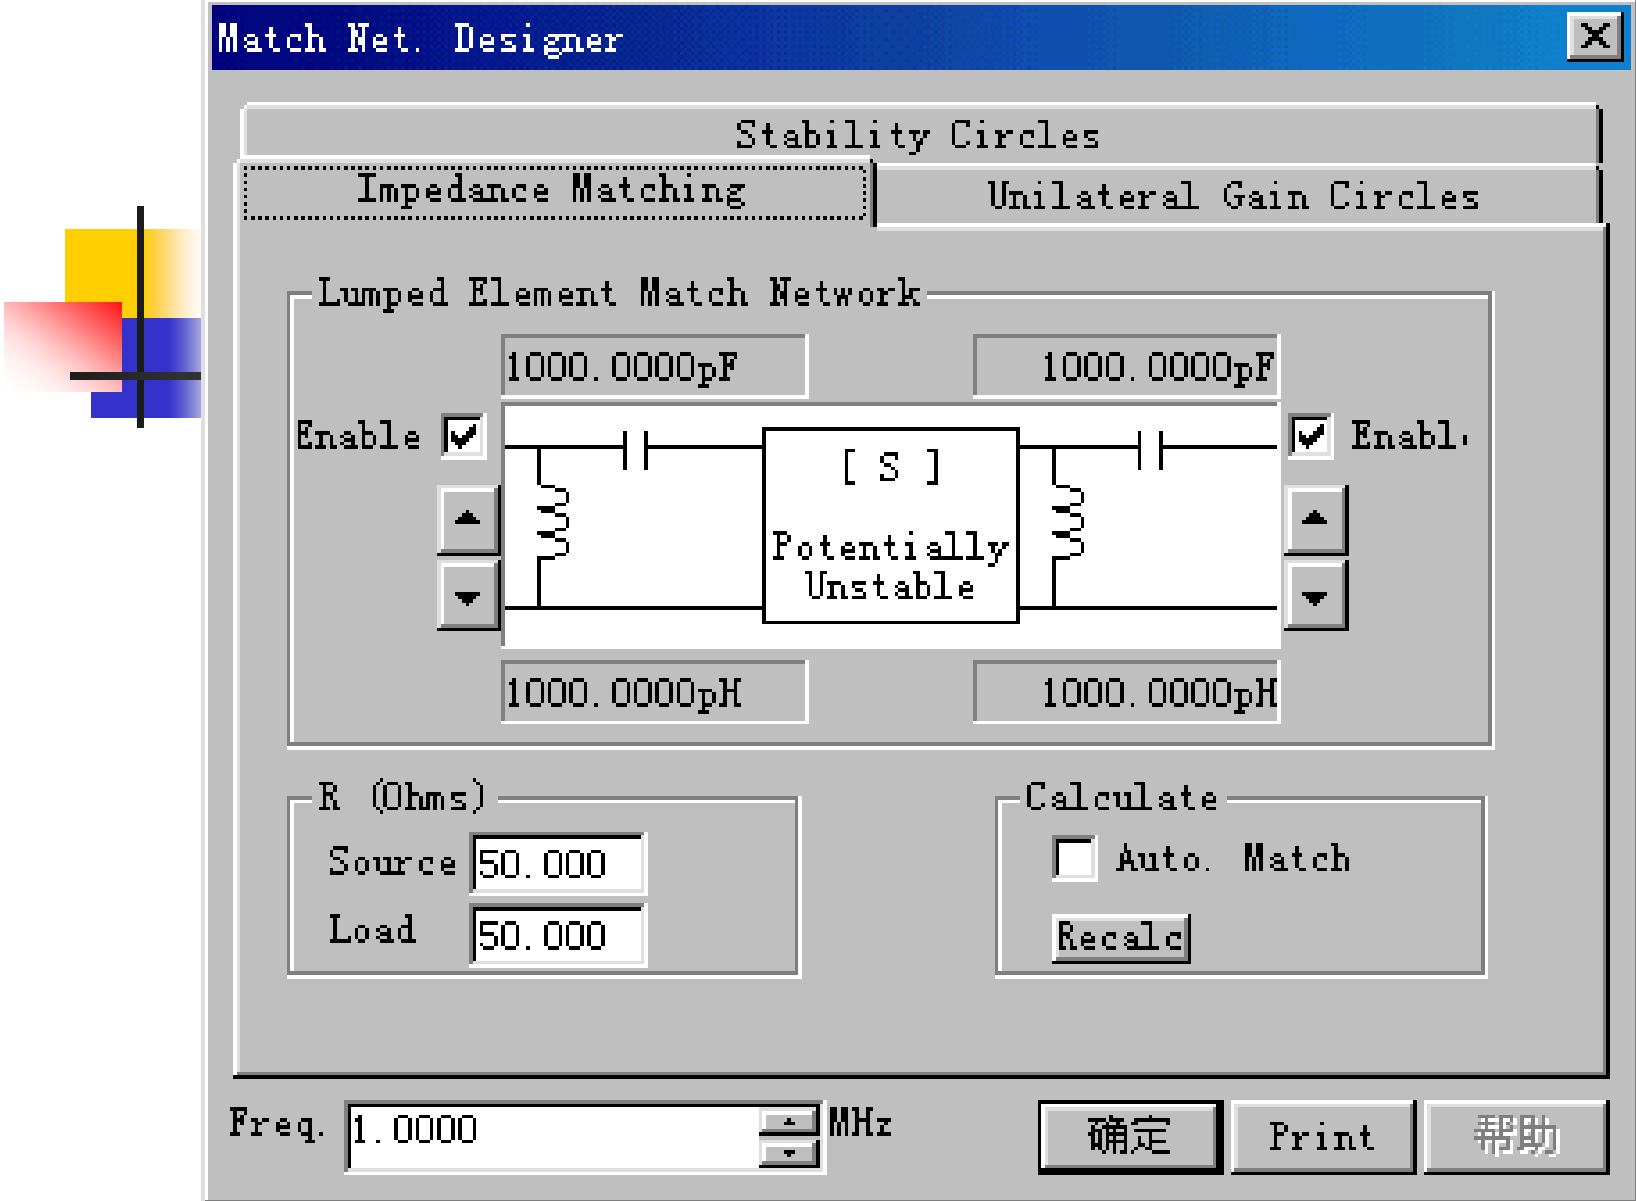 Match Net. Designer
Stability Circles
Impedance Matching
Unilateral Gain Circles
Lumped Element Match Network
1000.0000pF
1000.0000pF
Enable
Enabl
[ S ]
Potentially
Unstable
1000.0000pH
1000.0000pH
R (Ohms)
Source 50.000
Load 50.000
Calculate
Auto. Match
Recalc
Freq. 1.0000 MHz
确定
Print
帮助